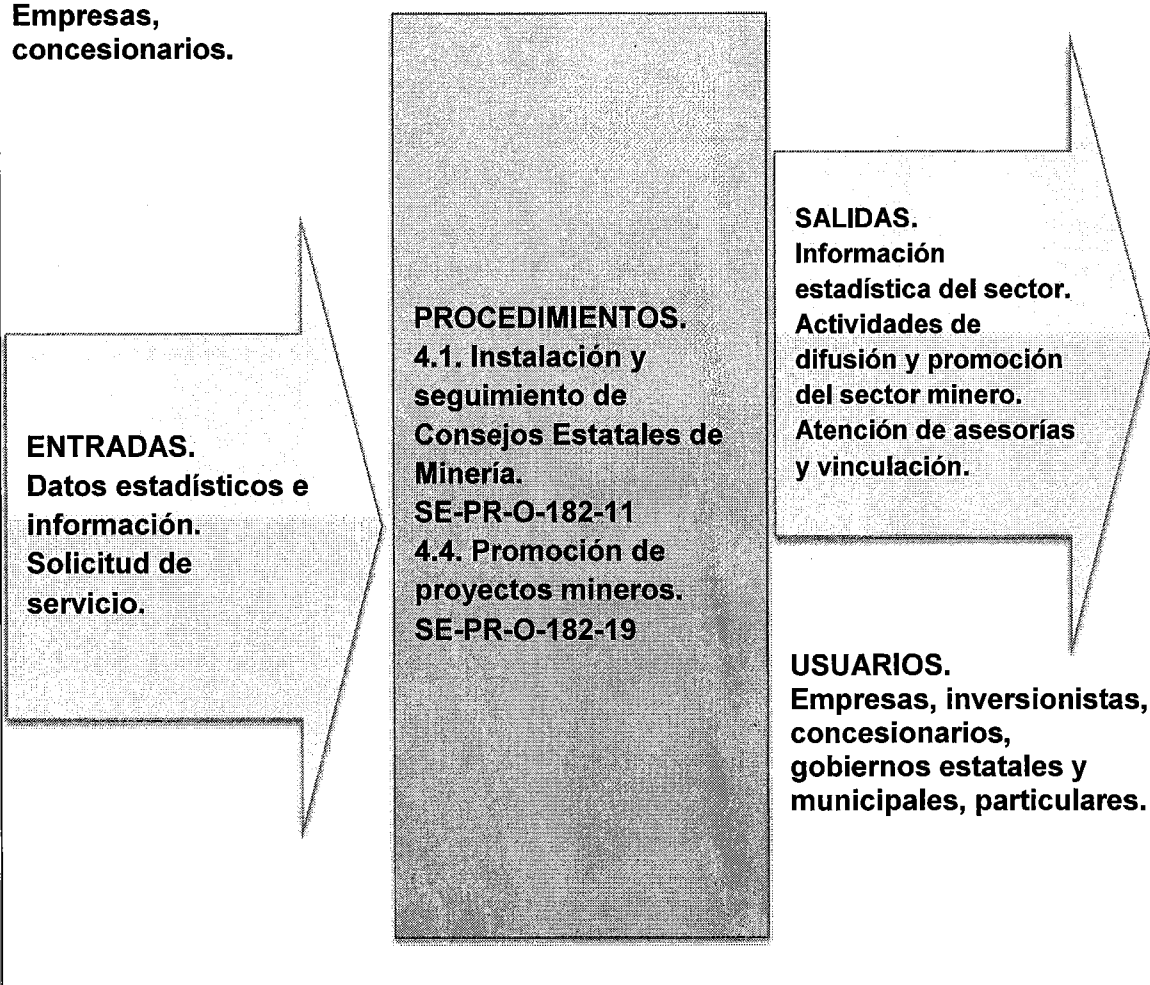 Empresas,
concesionarios.
ENTRADAS.
Datos estadísticos e
información.
Solicitud de
servicio.
PROCEDIMIENTOS.
4.1. Instalación y
seguimiento de
Consejos Estatales de
Minería.
SE-PR-O-182-11
4.4. Promoción de
proyectos mineros.
SE-PR-O-182-19
SALIDAS.
Información
estadística del sector.
Actividades de
difusión y promoción
del sector minero.
Atención de asesorías
y vinculación.
USUARIOS.
Empresas, inversionistas,
concesionarios,
gobiernos estatales y
municipales, particulares.